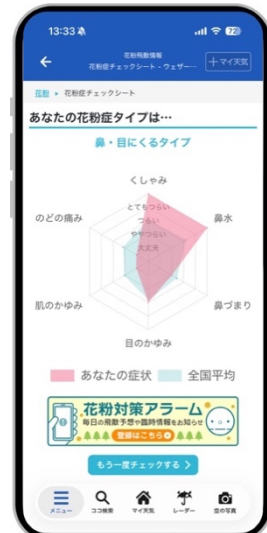 13:33
72
花粉飛散情報
花粉症チェックシート - ウェザー…
＋マイ天気
花粉 ▸ 花粉症チェックシート
あなたの花粉症タイプは…
鼻・目にくるタイプ
くしゃみ
とてもつらい
つらい
ややつらい
大丈夫
のどの痛み
鼻水
肌のかゆみ
鼻づまり
目のかゆみ
あなたの症状 全国平均
花粉対策アラーム
毎日の飛散予想や臨時情報をお知らせ
登録はこちら
もう一度チェックする
メニュー ココ検索 マイ天気 レーダー 空の写真